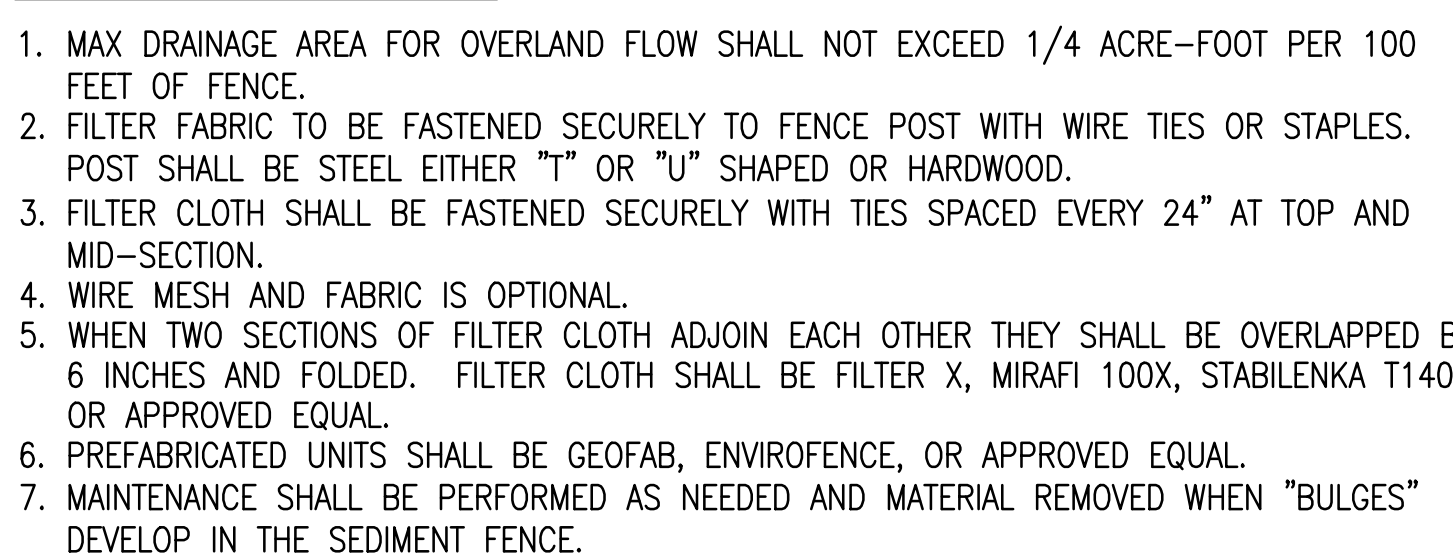 1. MAX DRAINAGE AREA FOR OVERLAND FLOW SHALL NOT EXCEED 1/4 ACRE-FOOT PER 100
FEET OF FENCE.
2. FILTER FABRIC TO BE FASTENED SECURELY TO FENCE POST WITH WIRE TIES OR STAPLES.
POST SHALL BE STEEL EITHER "T" OR "U" SHAPED OR HARDWOOD.
3. FILTER CLOTH SHALL BE FASTENED SECURELY WITH TIES SPACED EVERY 24" AT TOP AND
MID-SECTION.
4. WIRE MESH AND FABRIC IS OPTIONAL.
5. WHEN TWO SECTIONS OF FILTER CLOTH ADJOIN EACH OTHER THEY SHALL BE OVERLAPPED
6 INCHES AND FOLDED. FILTER CLOTH SHALL BE FILTER X, MIRAFI 100X, STABILENKA T140
OR APPROVED EQUAL.
6. PREFABRICATED UNITS SHALL BE GEOFAB, ENVIROFENCE, OR APPROVED EQUAL.
7. MAINTENANCE SHALL BE PERFORMED AS NEEDED AND MATERIAL REMOVED WHEN "BULGES"
DEVELOP IN THE SEDIMENT FENCE.